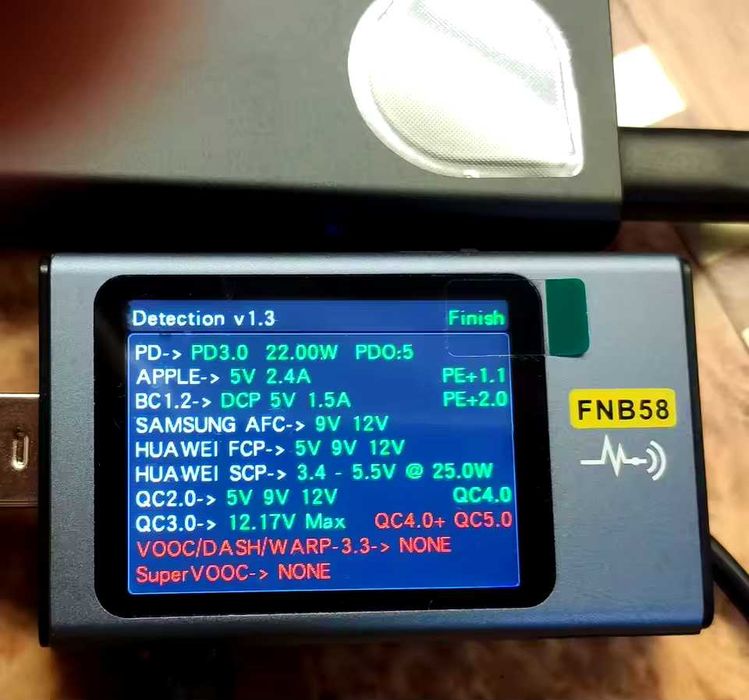 Detection v1.3 Finish
PD-> PD3.0 22.00W PDO:5
APPLE-> 5V 2.4A PE+1.1
BC1.2-> DCP 5V 1.5A PE+2.0
SAMSUNG AFC-> 9V 12V
HUAWEI FCP-> 5V 9V 12V
HUAWEI SCP-> 3.4 - 5.5V @ 25.0W
QC2.0-> 5V 9V 12V QC4.0
QC3.0-> 12.17V Max QC4.0+ QC5.0
VOOC/DASH/WARP-3.3-> NONE
SuperVOOC-> NONE
FNB58